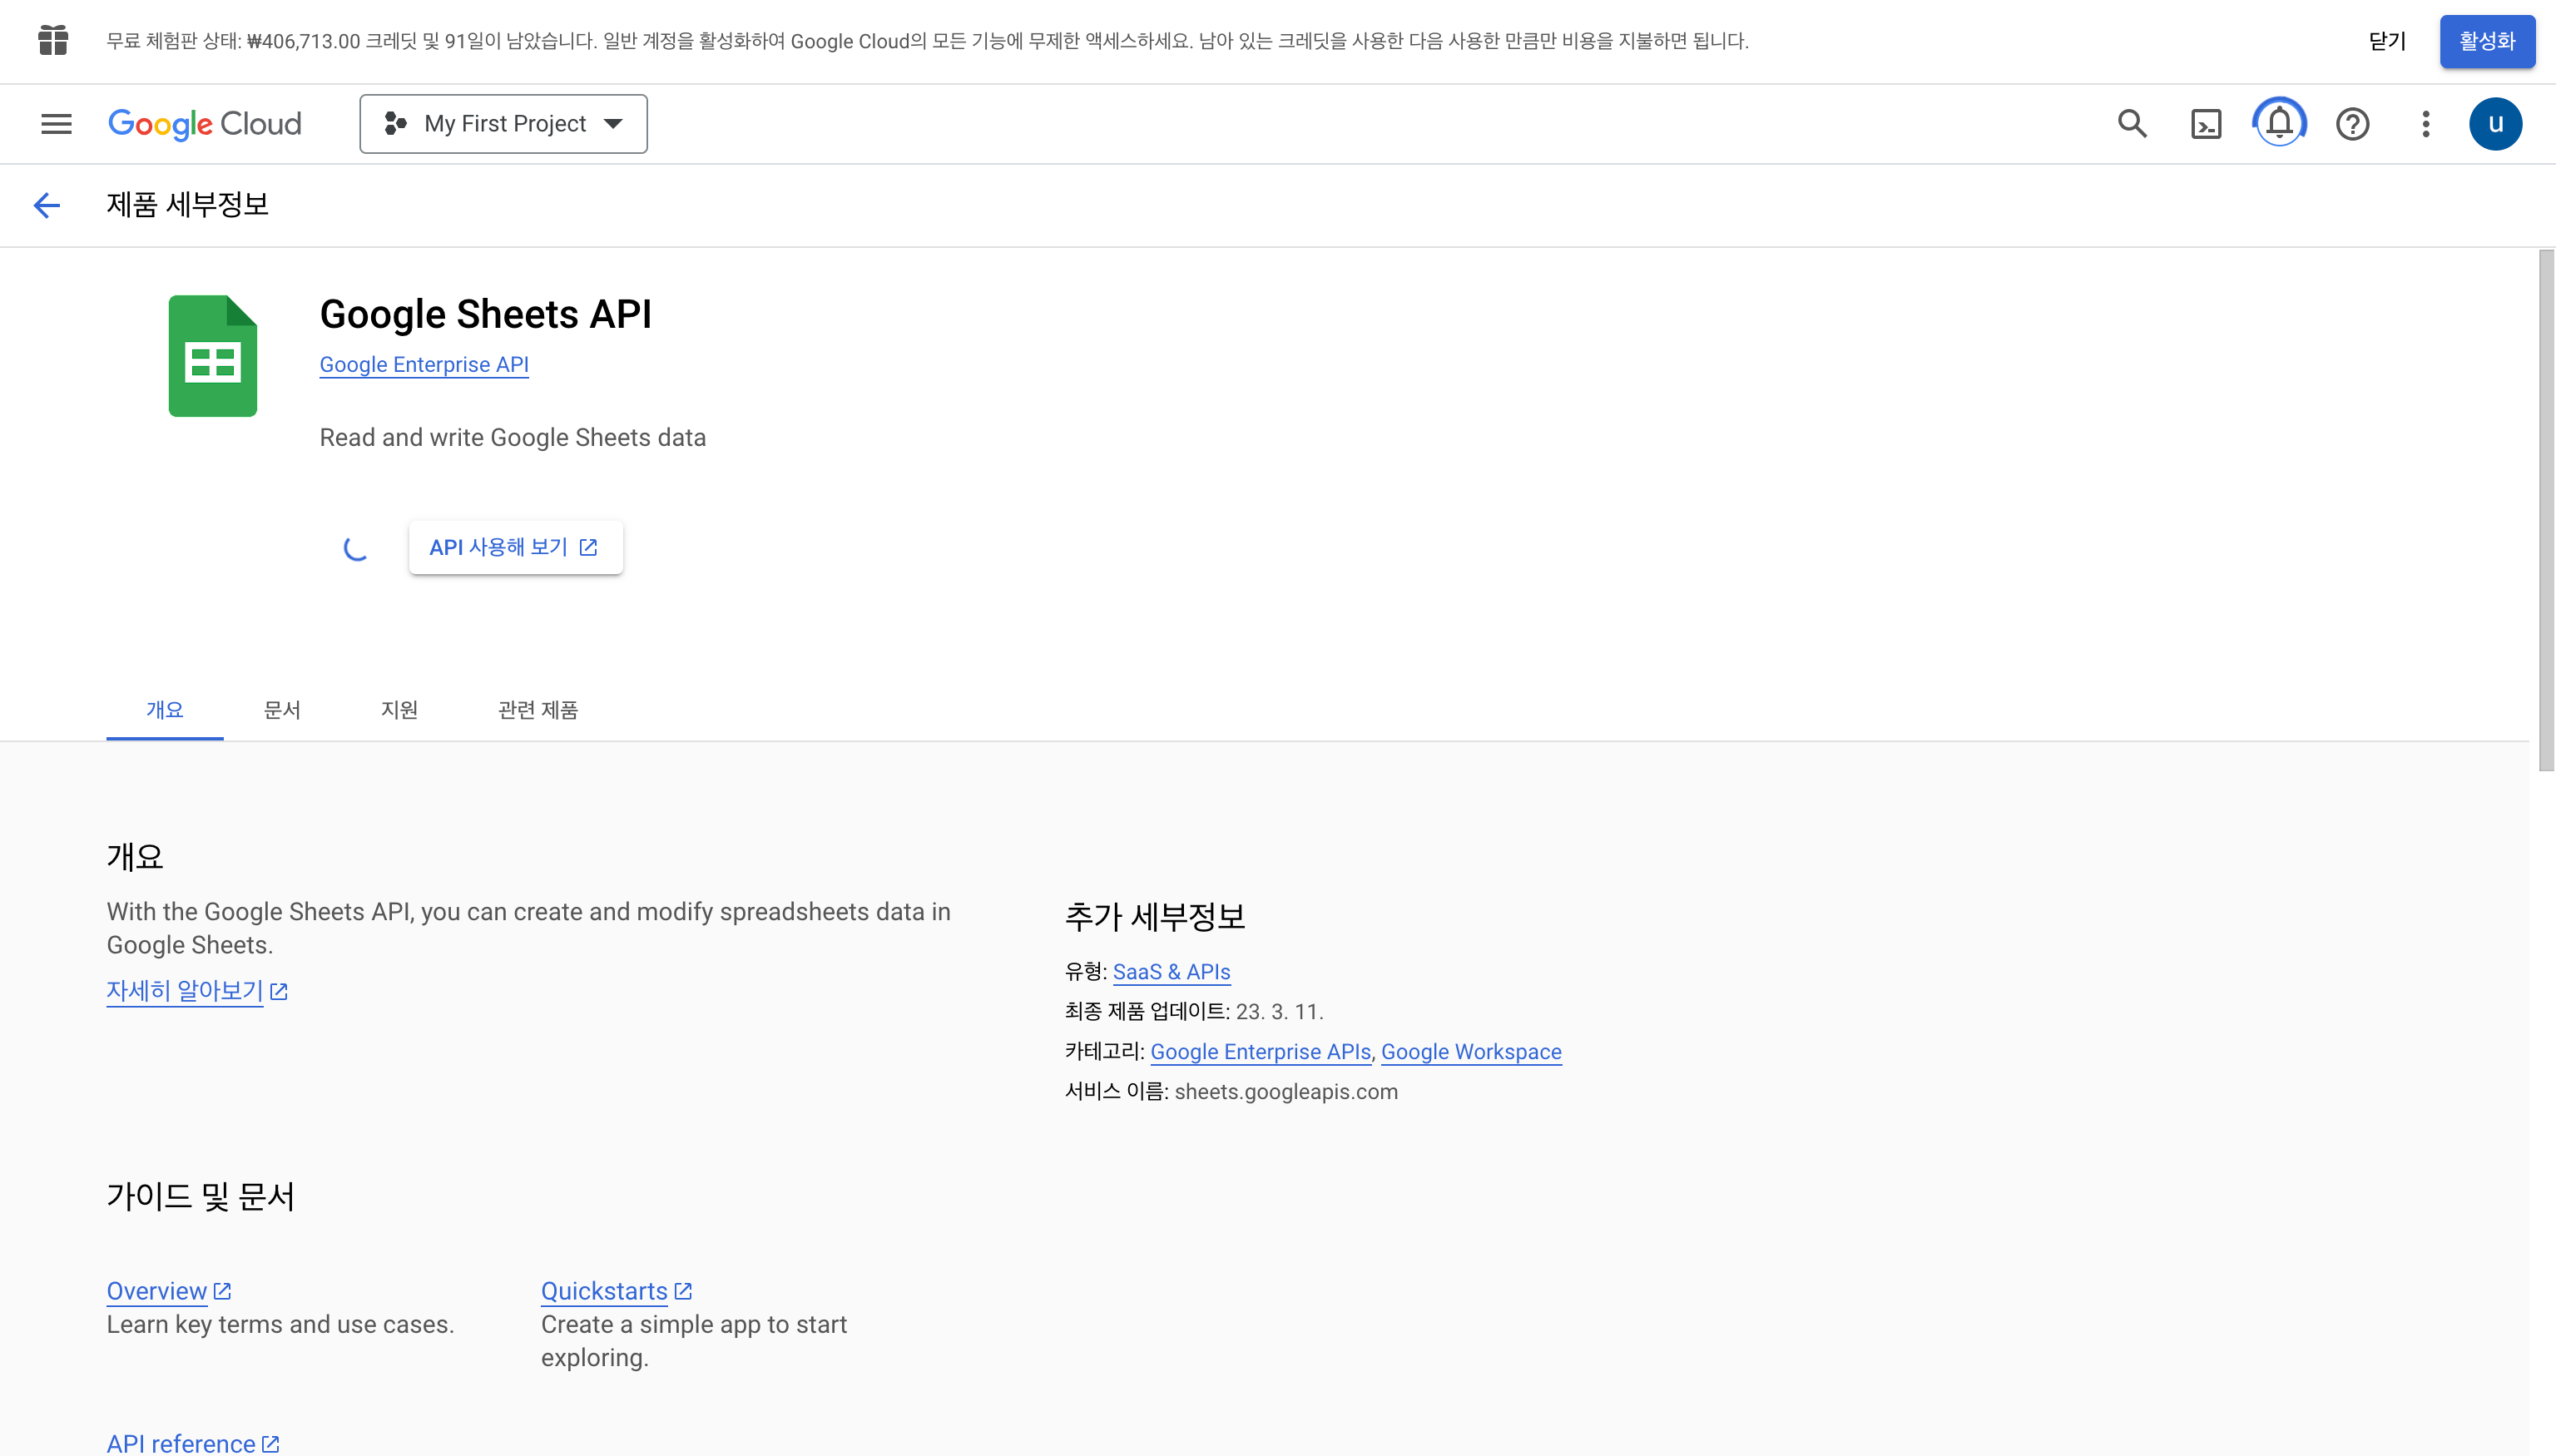 무료 체험판 상태: ₩406,713.00 크레딧 및 91일이 남았습니다. 일반 계정을 활성화하여 Google Cloud의 모든 기능에 무제한 액세스하세요. 남아 있는 크레딧을 사용한 다음 사용한 만큼만 비용을 지불하면 됩니다.
닫기
활성화
Google Cloud
My First Project
u
제품 세부정보
Google Sheets API
Google Enterprise API
Read and write Google Sheets data
API 사용해 보기
개요
문서
지원
관련 제품
개요
With the Google Sheets API, you can create and modify spreadsheets data in
Google Sheets.
자세히 알아보기
추가 세부정보
유형: SaaS & APIs
최종 제품 업데이트: 23. 3. 11.
카테고리: Google Enterprise APIs, Google Workspace
서비스 이름: sheets.googleapis.com
가이드 및 문서
Overview
Learn key terms and use cases.
Quickstarts
Create a simple app to start
exploring.
API reference